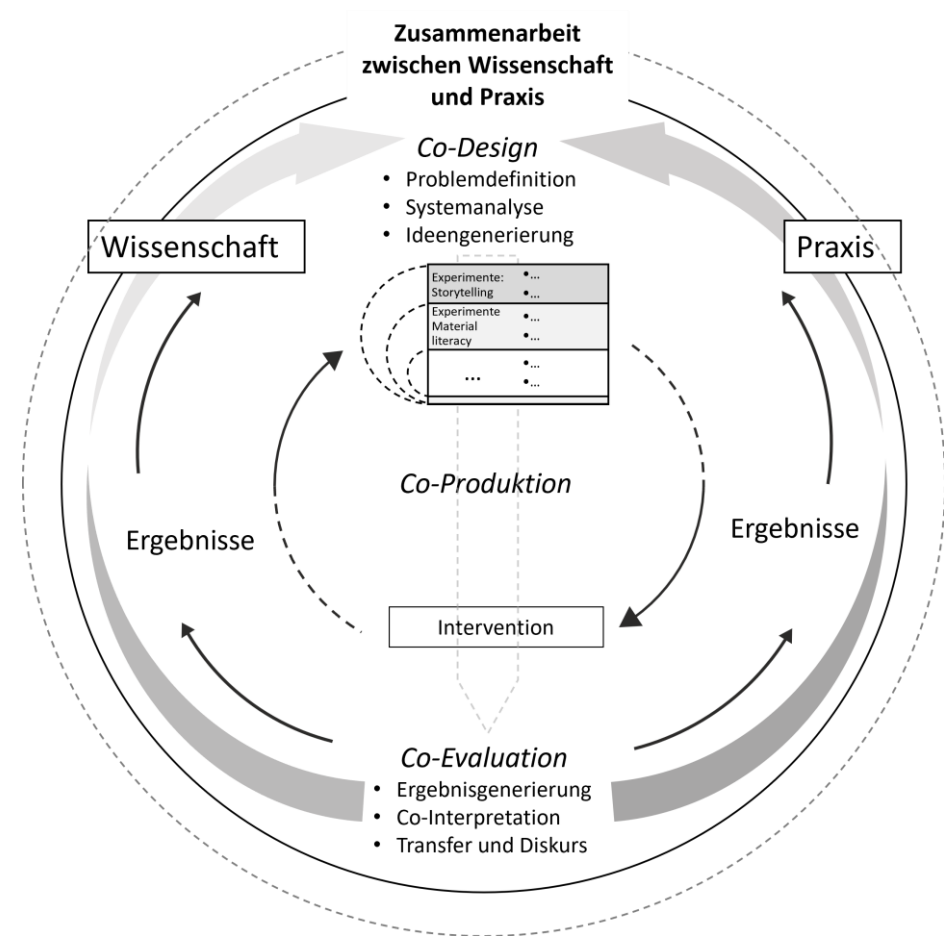 Zusammenarbeit
zwischen Wissenschaft
und Praxis
Co-Design
• Problemdefinition
• Systemanalyse
• Ideengenerierung
Wissenschaft
Praxis
Experimente:
Storytelling
•...
•...
Experimente
Material
literacy
•...
•...
...
•...
•...
Co-Produktion
Ergebnisse
Ergebnisse
Intervention
Co-Evaluation
• Ergebnisgenerierung
• Co-Interpretation
• Transfer und Diskurs